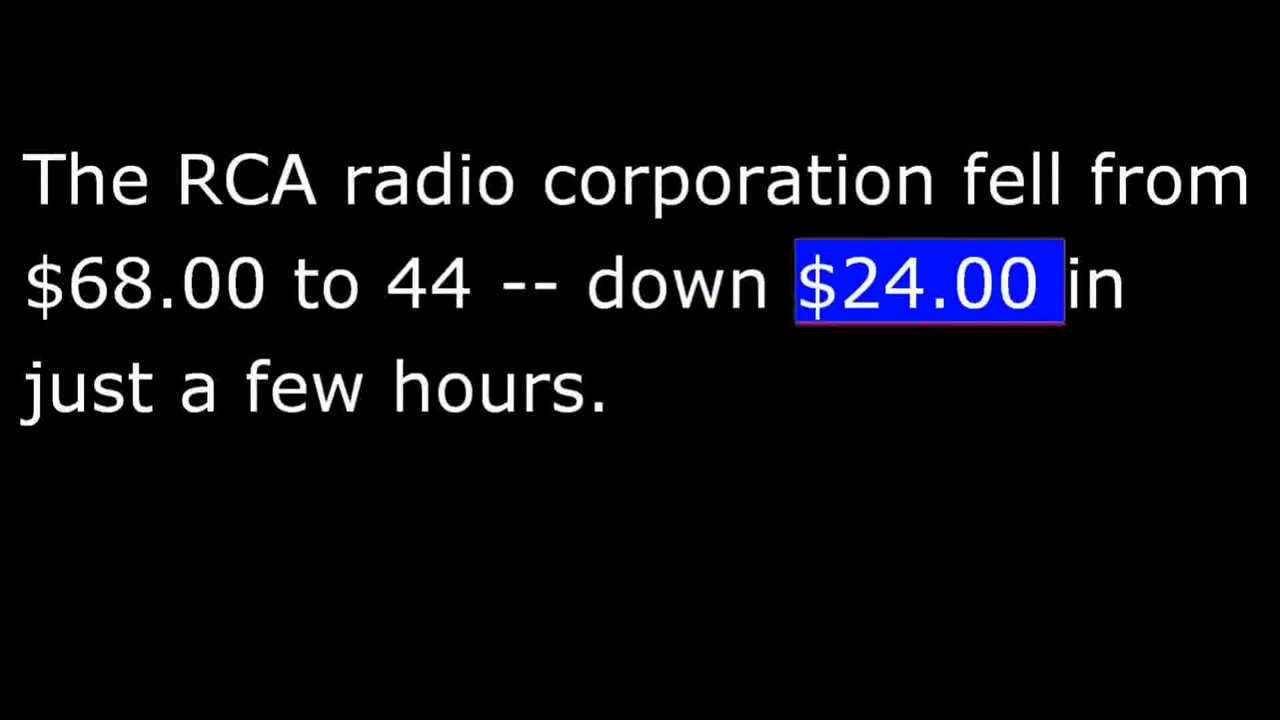 The RCA radio corporation fell from
$68.00 to 44 -- down $24.00 in
just a few hours.